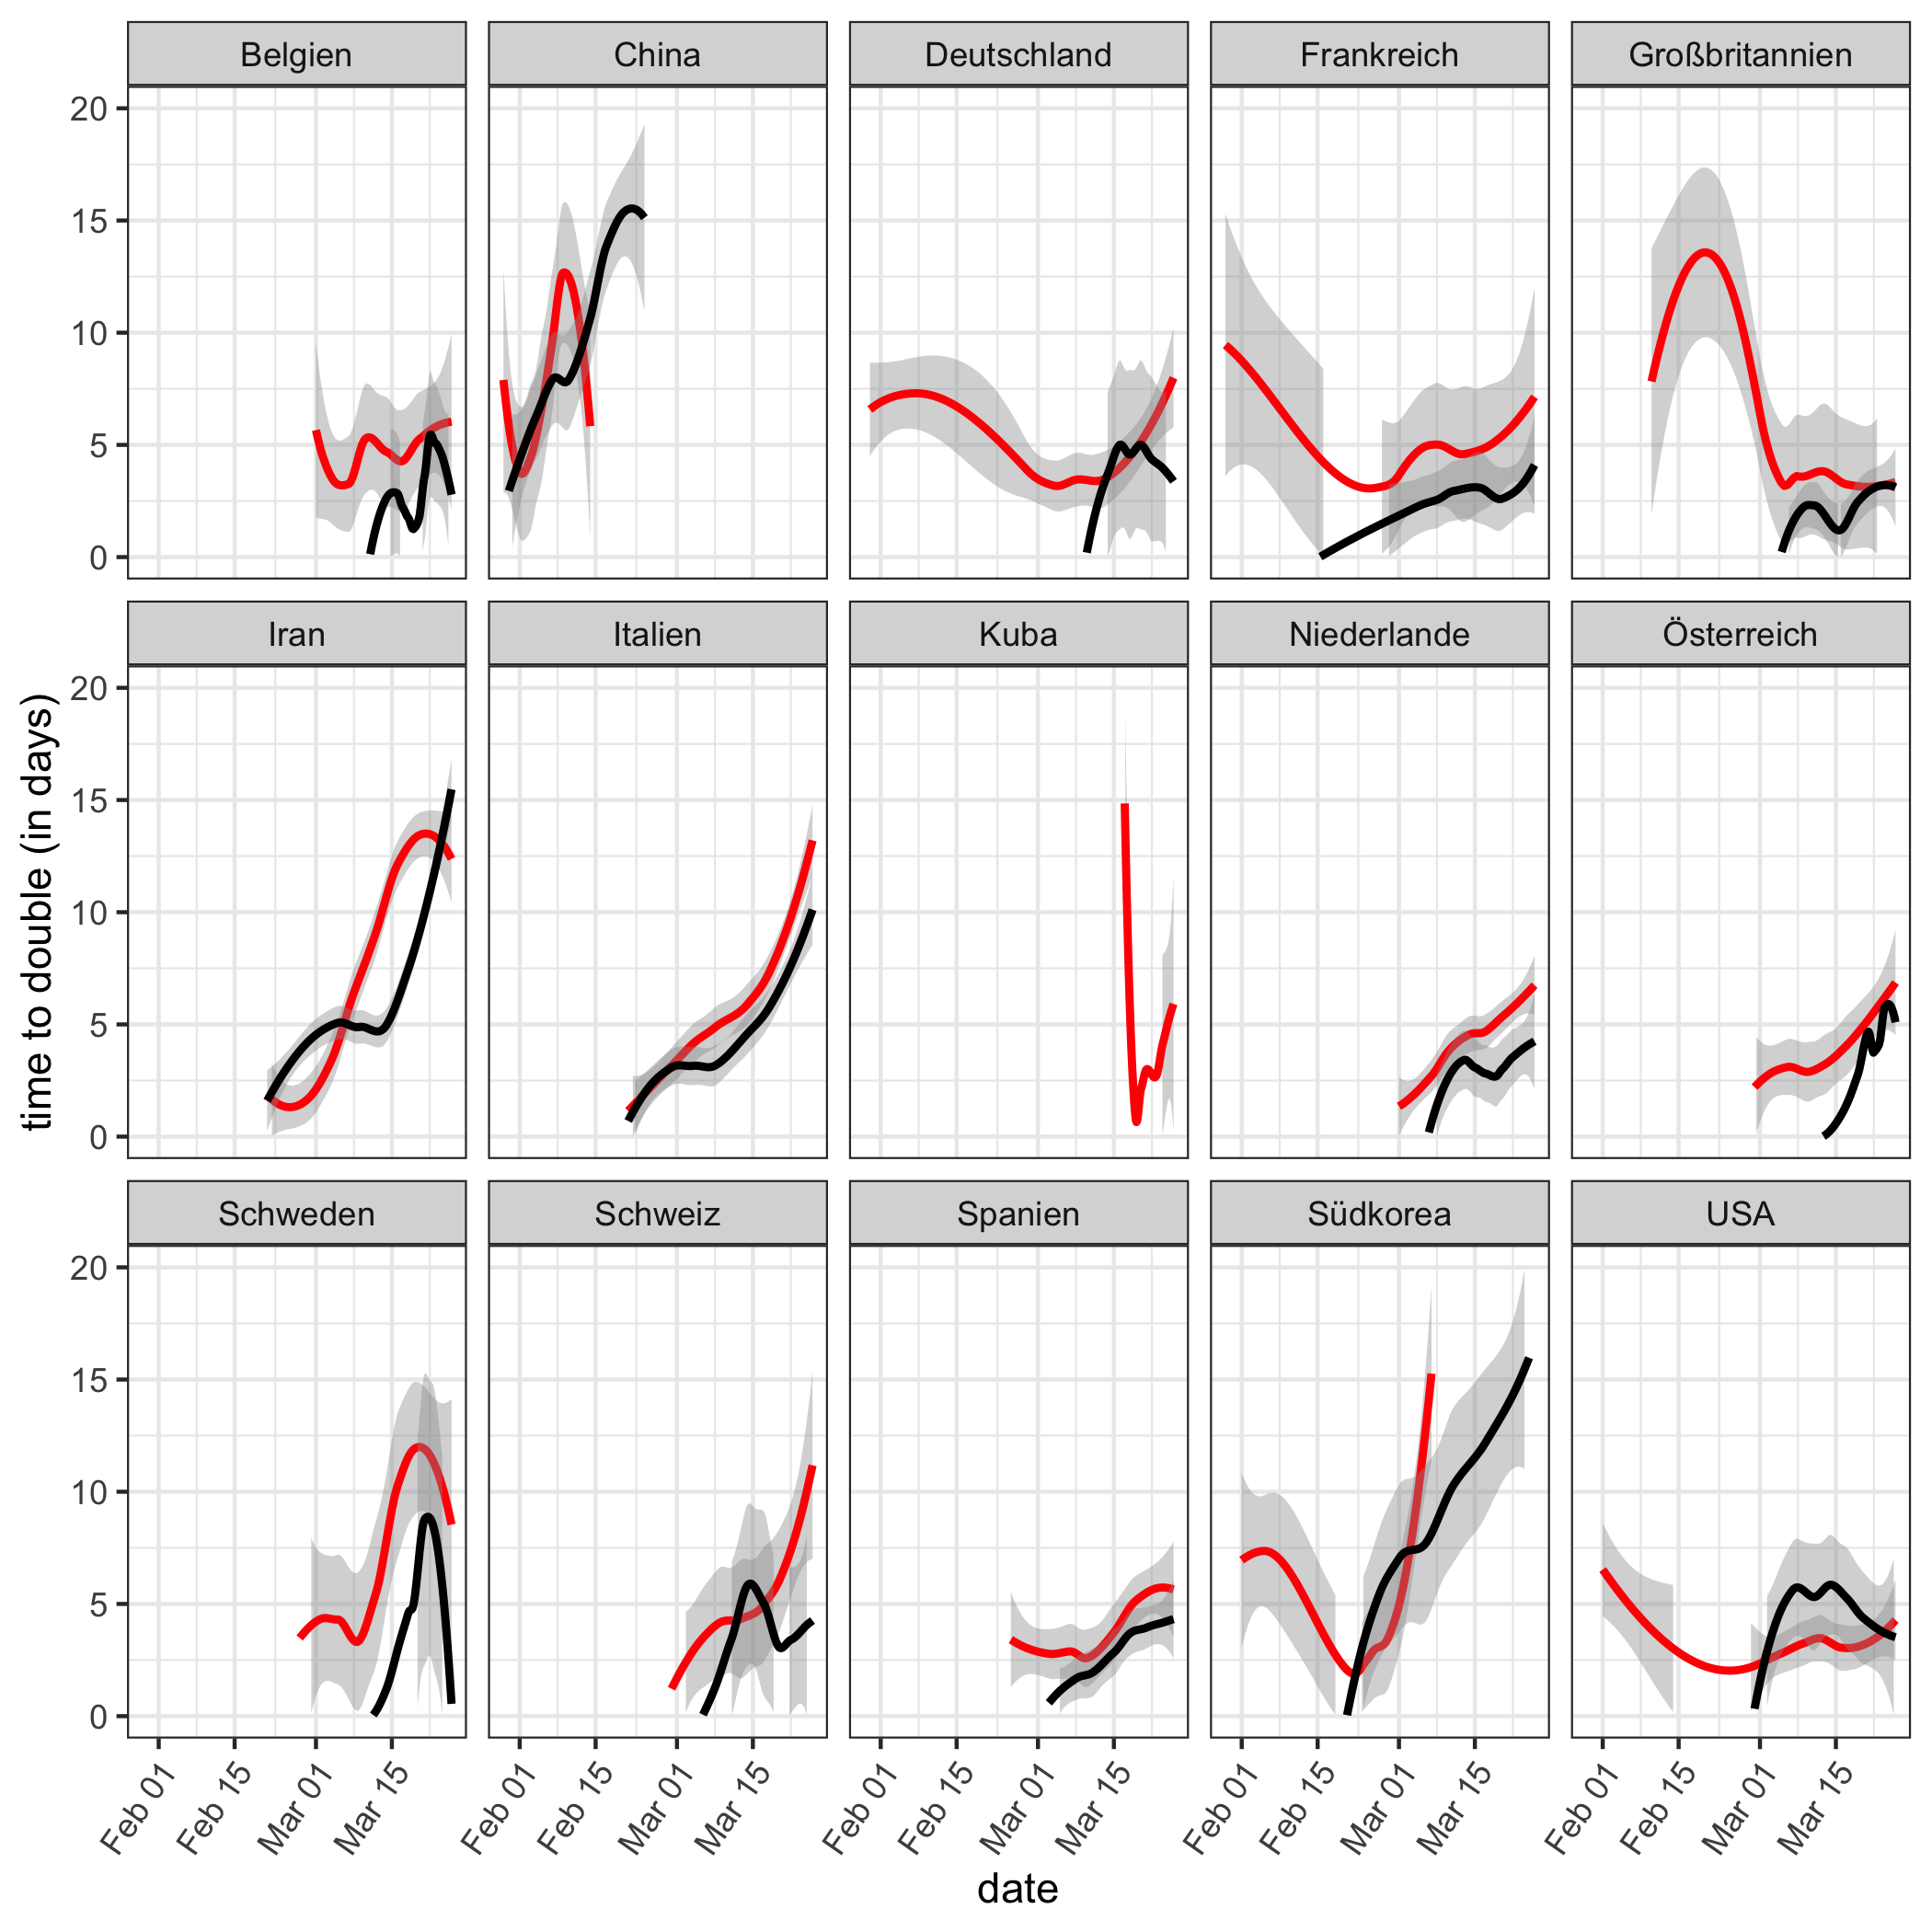 Belgien China Deutschland Frankreich Großbritannien
20
15
10
5
0
Iran Italien Kuba Niederlande Österreich
20
15
10
5
0
time to double (in days)
Schweden Schweiz Spanien Südkorea USA
20
15
10
5
0
Feb 01 Feb 15 Mar 01 Mar 15 Feb 01 Feb 15 Mar 01 Mar 15 Feb 01 Feb 15 Mar 01 Mar 15 Feb 01 Feb 15 Mar 01 Mar 15 Feb 01 Feb 15 Mar 01 Mar 15
date